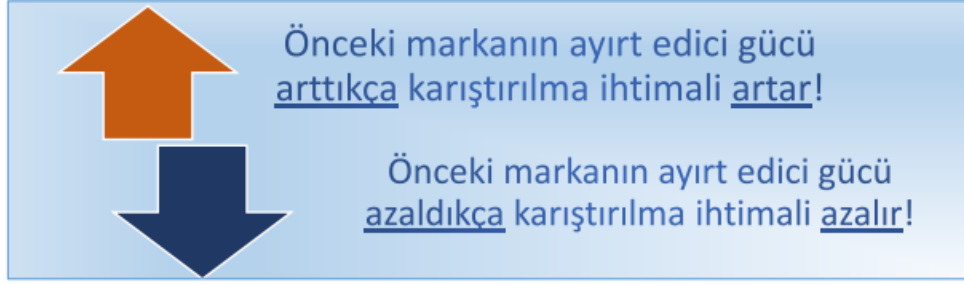 Önceki markanın ayırt edici gücü
arttıkça karıştırılma ihtimali artar!
Önceki markanın ayırt edici gücü
azaldıkça karıştırılma ihtimali azalır!